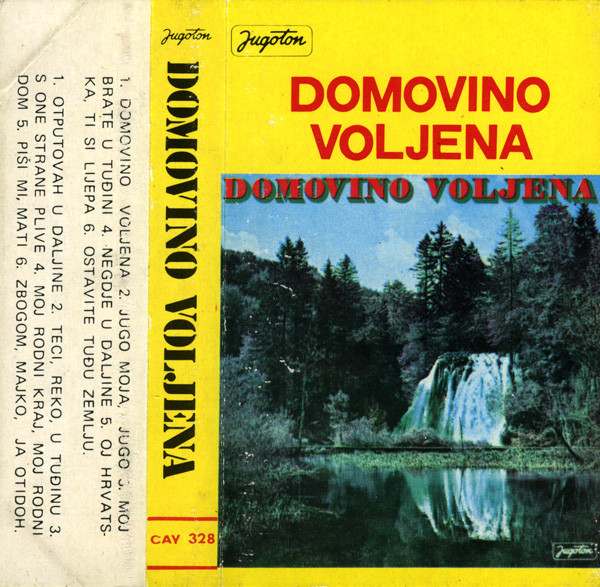 1. DOMOVINO VOLJENA 2. JUGO MOJA, JUGO 3. MOJ
BRATE U TUĐINI 4. NEGDJE U DALJINE 5. OJ HRVATS-
KA, TI SI LIJEPA 6. OSTAVITE TUĐU ZEMLJU.
1. OTPUTOVAH U DALJINE 2. TECI, REKO, U TUĐINU 3.
S ONE STRANE PLIVE 4. MOJ RODNI KRAJ, MOJ RODNI
DOM 5. PIŠI MI, MATI 6. ZBOGOM, MAJKO, JA OTIDOH.
Jugoton
DOMOVINO VOLJENA
CAY 328
Jugoton
DOMOVINO
VOLJENA
DOMOVINO VOLJENA
Jugoton